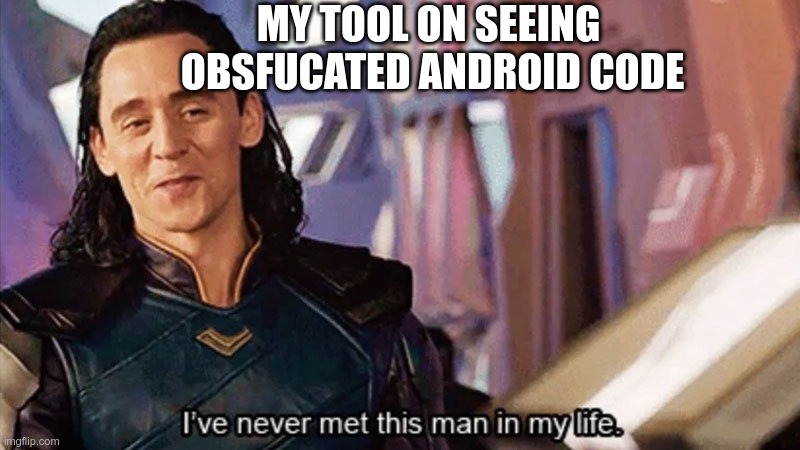 MY TOOL ON SEEING
OBSFUCATED ANDROID CODE
I've never met this man in my life.
imgflip.com